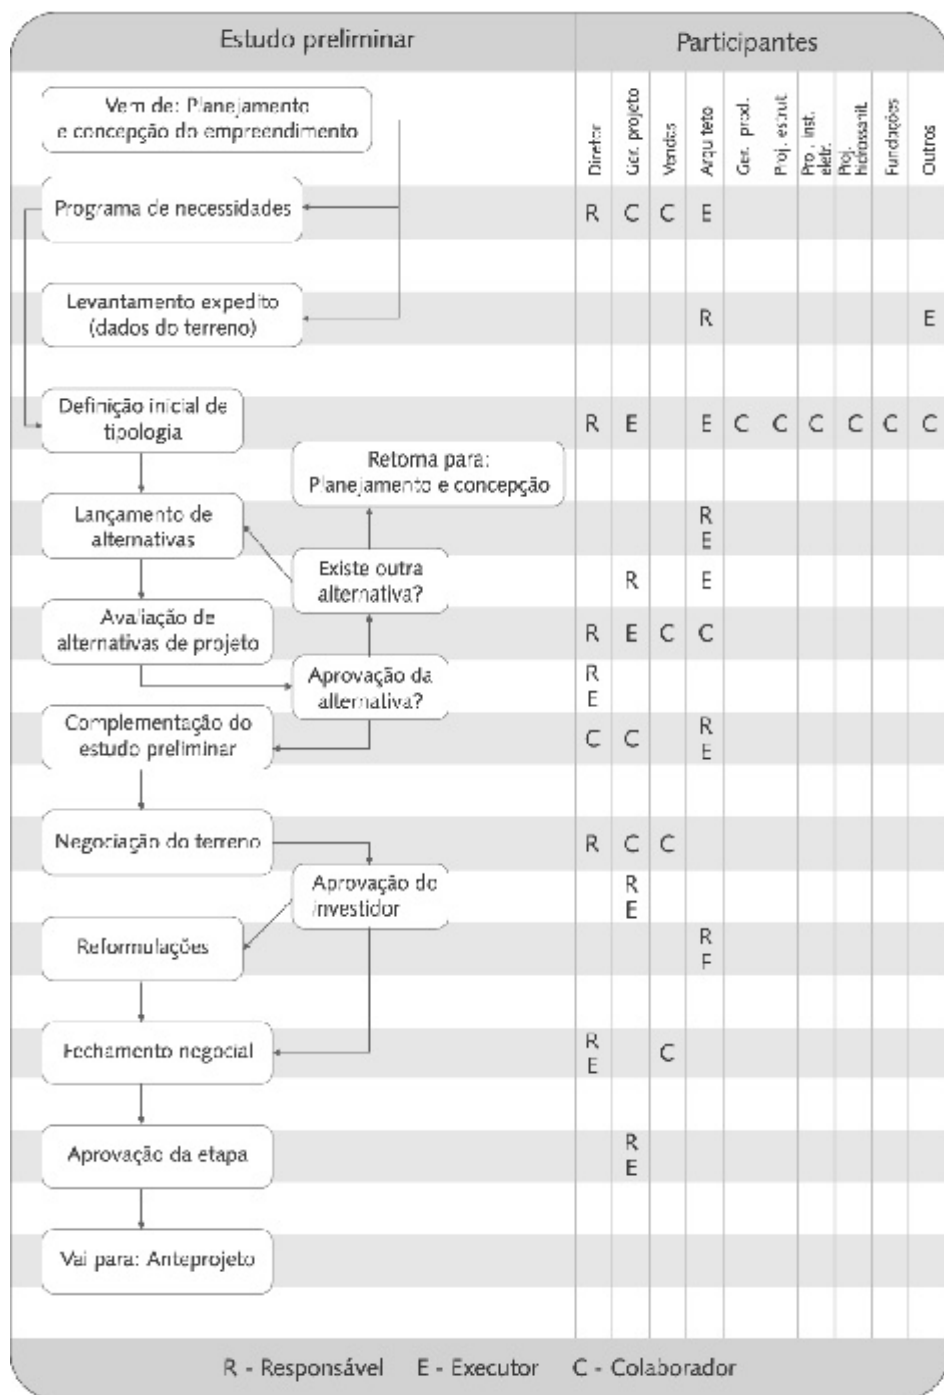 Estudo preliminar
Participantes
Diretor
Ger. projeto
Vendas
Arquiteto
Ger. prod.
Proj. estrut.
Proj. inst.
eletr.
Proj.
hidrossanit.
Fundações
Outros
Vem de: Planejamento
e concepção do empreendimento
Programa de necessidades
R C C E
Levantamento expedito
(dados do terreno)
R E
Definição inicial de
tipologia
R E E C C C C C C
Retorna para:
Planejamento e concepção
Lançamento de
alternativas
R
E
Existe outra
alternativa?
R E
Avaliação de
alternativas de projeto
R E C C
Aprovação da
alternativa?
R
E
Complementação do
estudo preliminar
C C R
E
Negociação do terreno
R C C
Aprovação do
investidor
R
E
Reformulações
R
F
Fechamento negocial
R
E
C
Aprovação da etapa
R
E
Vai para: Anteprojeto
R - Responsável E - Executor C - Colaborador